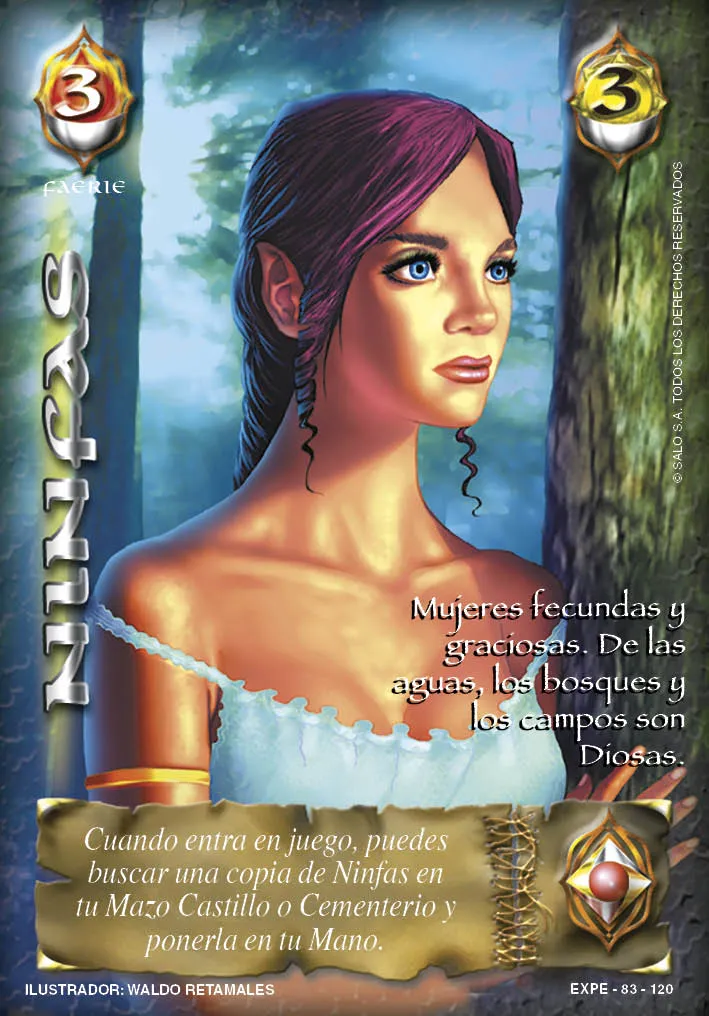 3
3
FAERIE
NINFAS
© SALO S.A. TODOS LOS DERECHOS RESERVADOS
Mujeres fecundas y
graciosas. De las
aguas, los bosques y
los campos son
Diosas.
Cuando entra en juego, puedes
buscar una copia de Ninfas en
tu Mazo Castillo o Cementerio y
ponerla en tu Mano.
ILUSTRADOR: WALDO RETAMALES
EXPE - 83 - 120